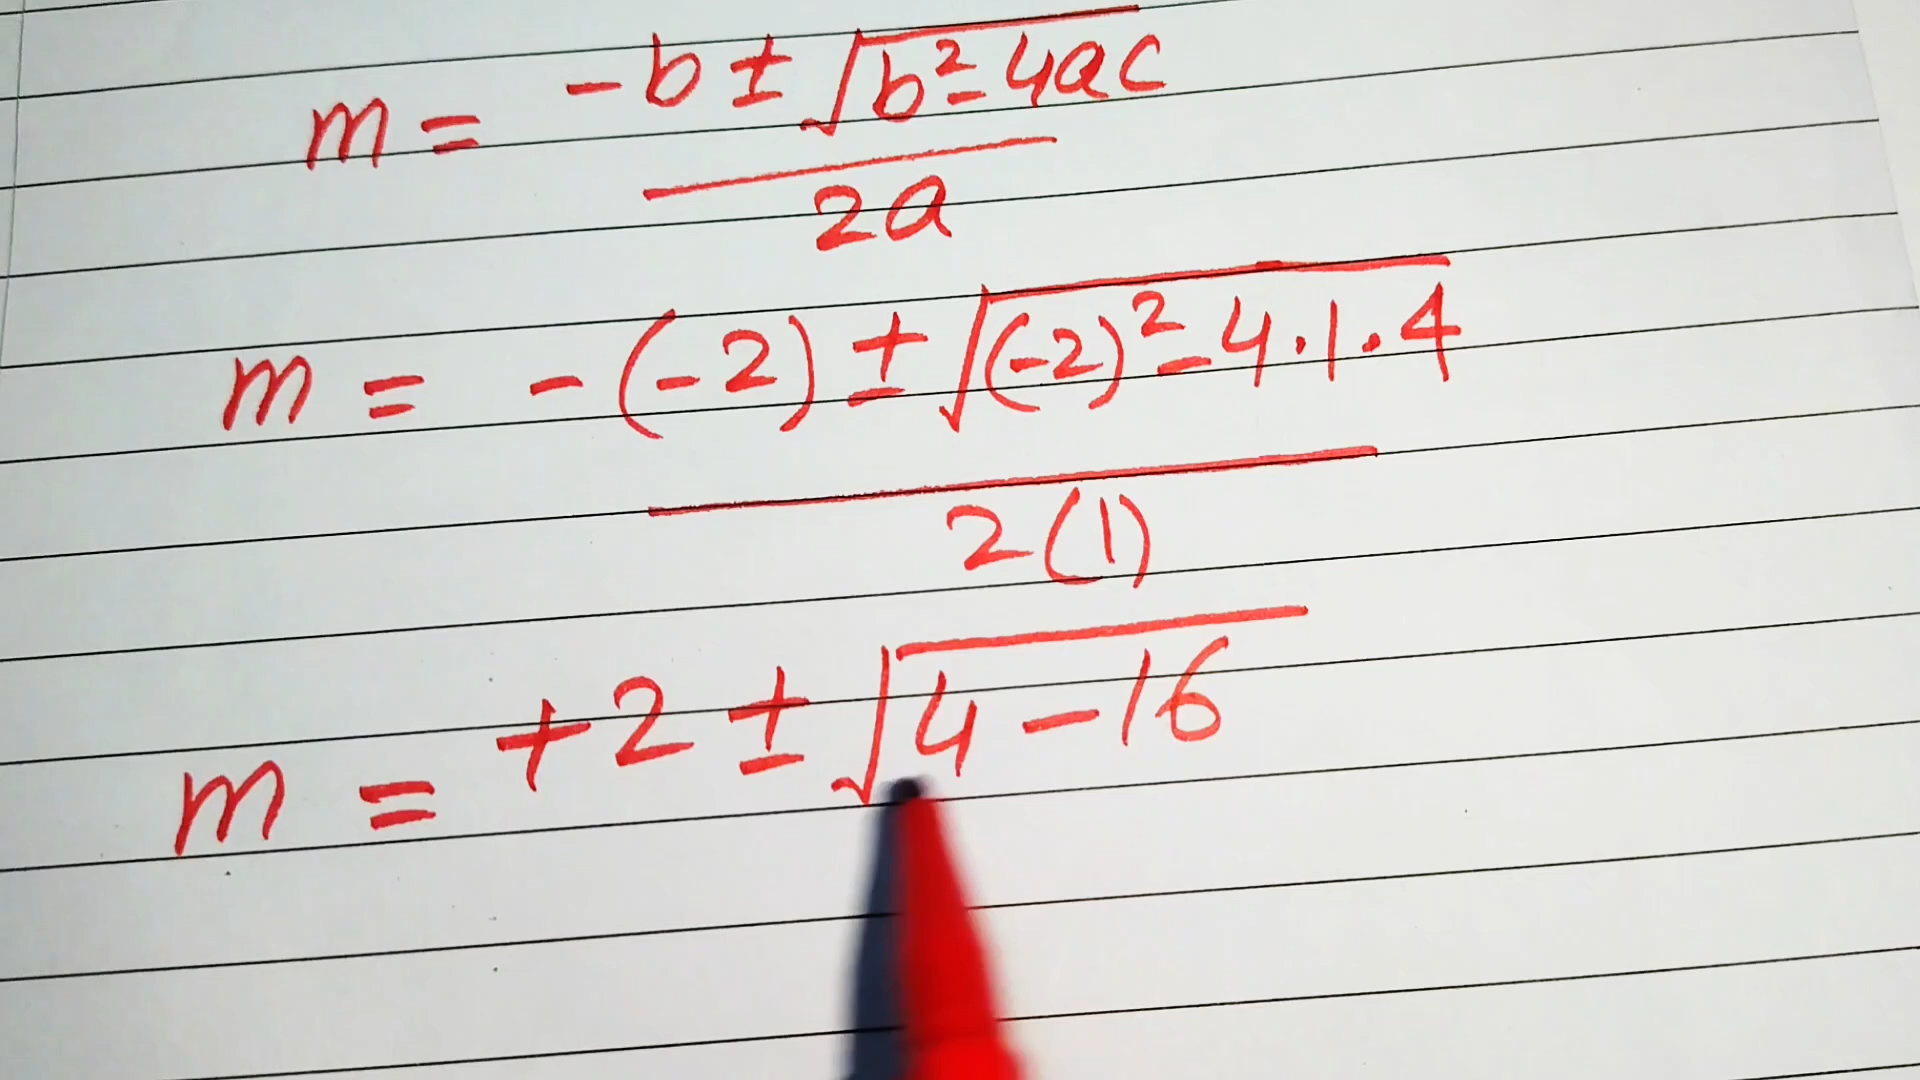 m = -b ± √b² - 4ac
2a
m = -(-2) ± √(-2)² - 4·1·4
2(1)
m = +2 ± √4 - 16